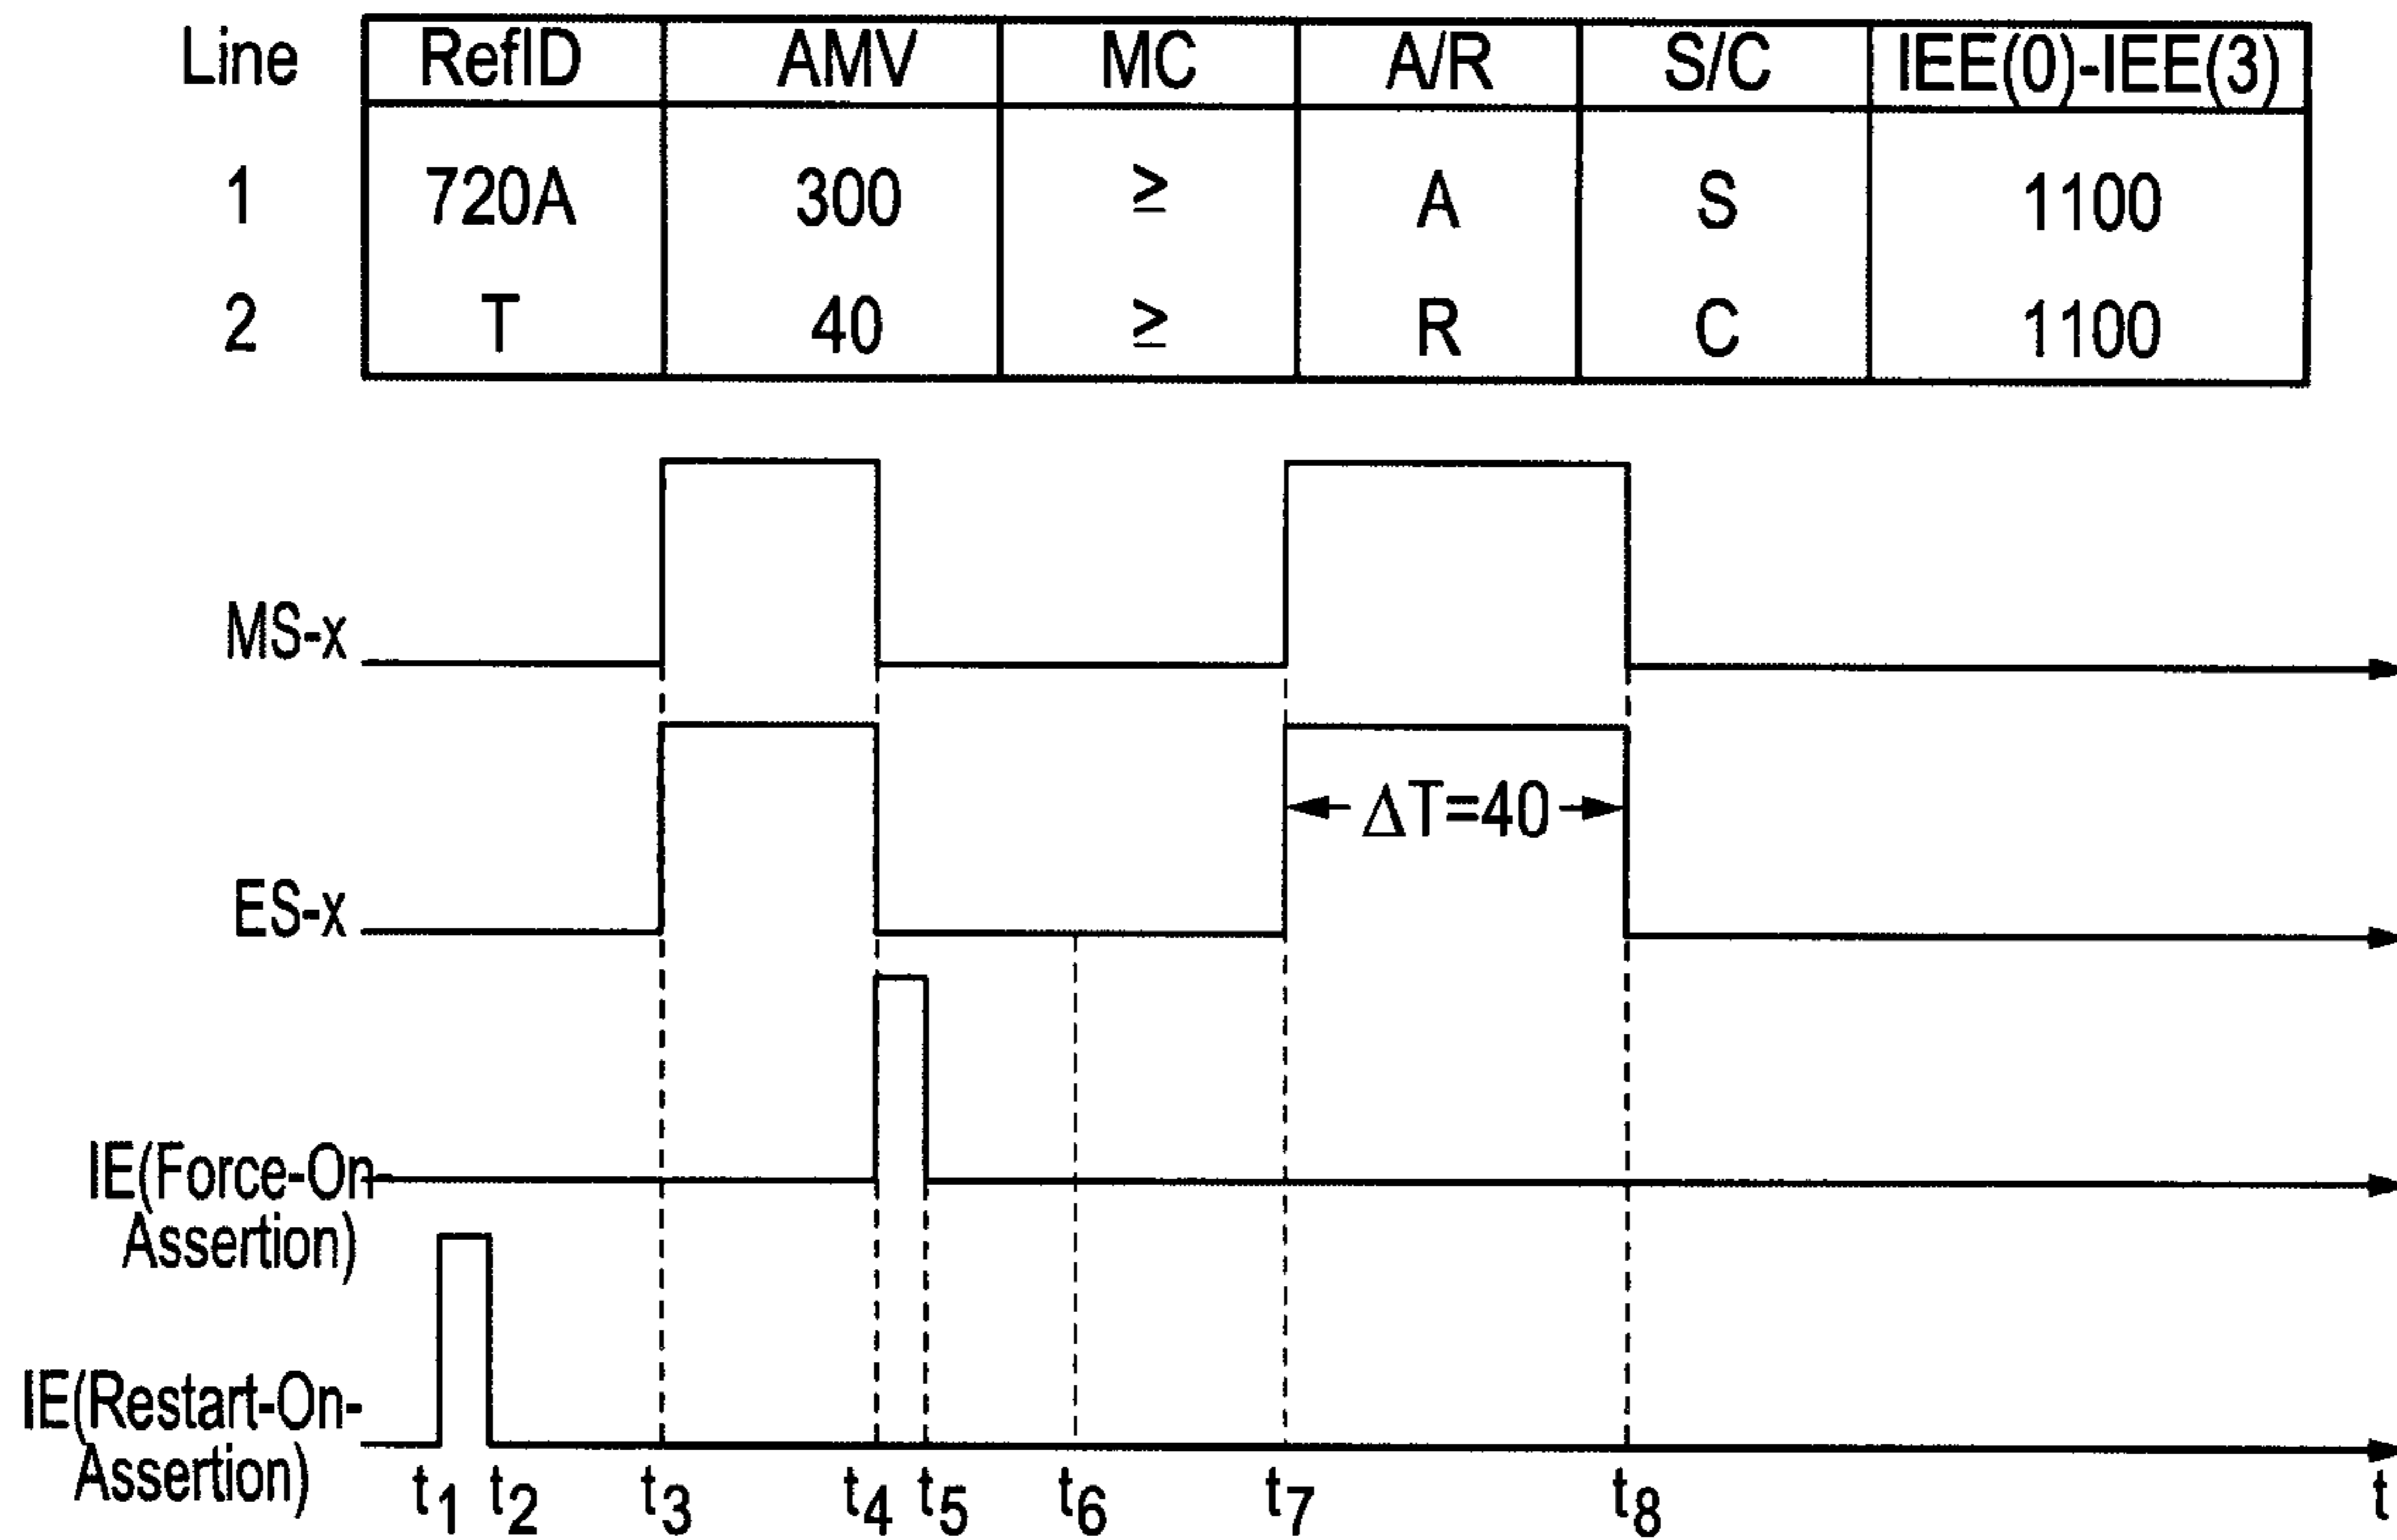 Line RefID AMV MC A/R S/C IEE(0)-IEE(3)
1 720A 300 ≥ A S 1100
2 T 40 ≥ R C 1100
MS-x
ΔT=40
ES-x
IE(Force-On-
Assertion)
IE(Restart-On-
Assertion)
t1 t2 t3 t4 t5 t6 t7 t8 t